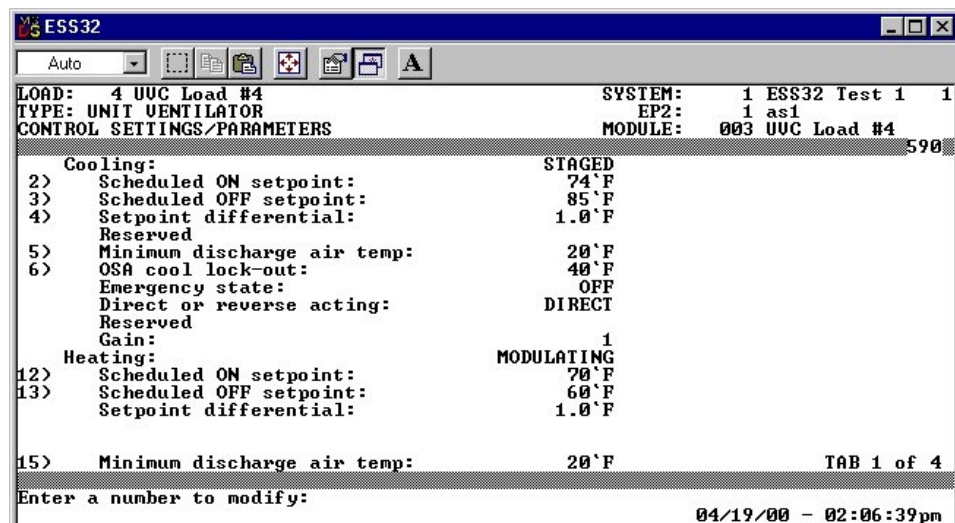 ESS32
Auto
A
LOAD: 4 UVC Load #4 SYSTEM: 1 ESS32 Test 1 1
TYPE: UNIT VENTILATOR EP2: 1 as1
CONTROL SETTINGS/PARAMETERS MODULE: 003 UVC Load #4
590
Cooling: STAGED
2) Scheduled ON setpoint: 74`F
3) Scheduled OFF setpoint: 85`F
4) Setpoint differential: 1.0`F
Reserved
5) Minimum discharge air temp: 20`F
6) OSA cool lock-out: 40`F
Emergency state: OFF
Direct or reverse acting: DIRECT
Reserved
Gain: 1
Heating: MODULATING
12) Scheduled ON setpoint: 70`F
13) Scheduled OFF setpoint: 60`F
Setpoint differential: 1.0`F
15) Minimum discharge air temp: 20`F TAB 1 of 4
Enter a number to modify:
04/19/00 - 02:06:39pm